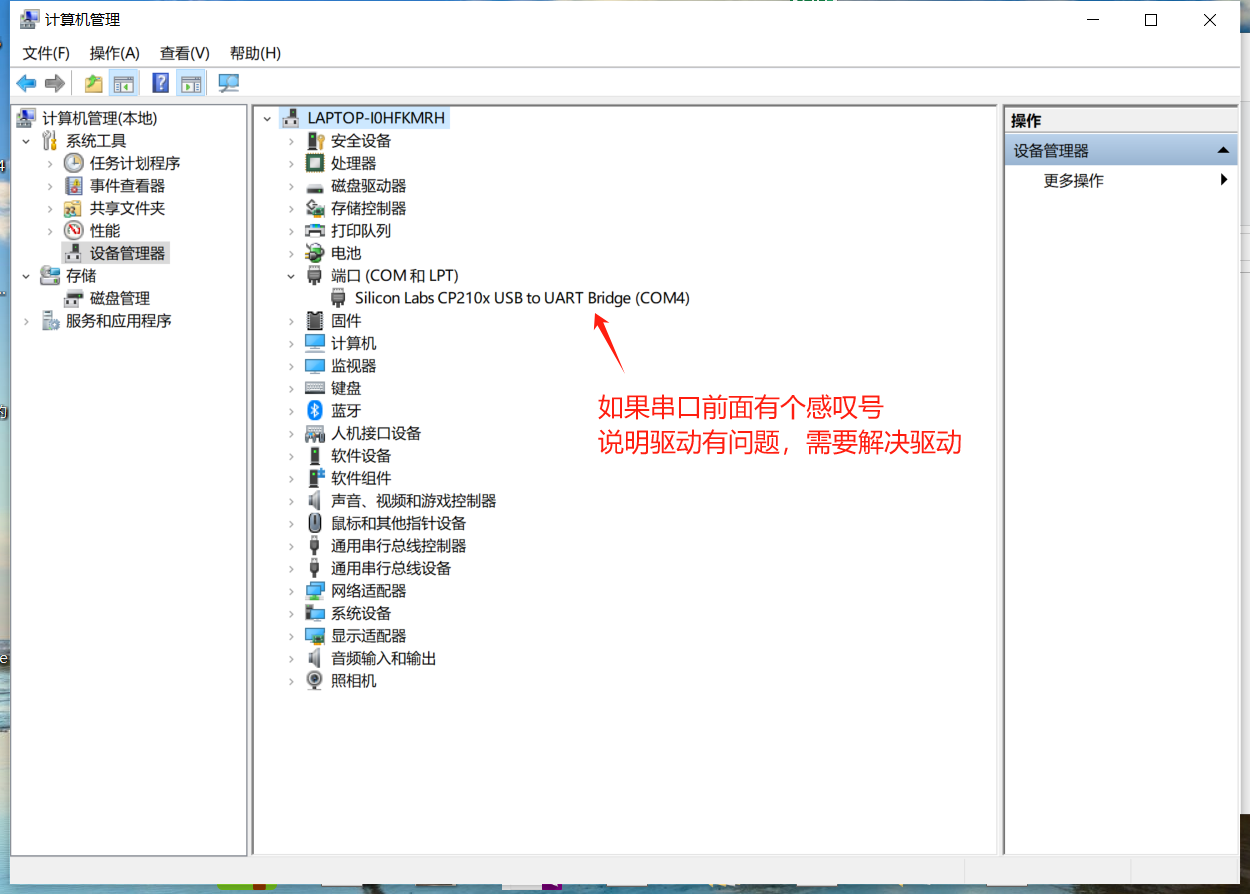 计算机管理
文件(F) 操作(A) 查看(V) 帮助(H)
计算机管理(本地)
系统工具
任务计划程序
事件查看器
共享文件夹
性能
设备管理器
存储
磁盘管理
服务和应用程序
LAPTOP-I0HFKMRH
安全设备
处理器
磁盘驱动器
存储控制器
打印队列
电池
端口 (COM 和 LPT)
Silicon Labs CP210x USB to UART Bridge (COM4)
固件
计算机
监视器
键盘
蓝牙
人机接口设备
软件设备
软件组件
声音、视频和游戏控制器
鼠标和其他指针设备
通用串行总线控制器
通用串行总线设备
网络适配器
系统设备
显示适配器
音频输入和输出
照相机
如果串口前面有个感叹号
说明驱动有问题，需要解决驱动
操作
设备管理器
更多操作